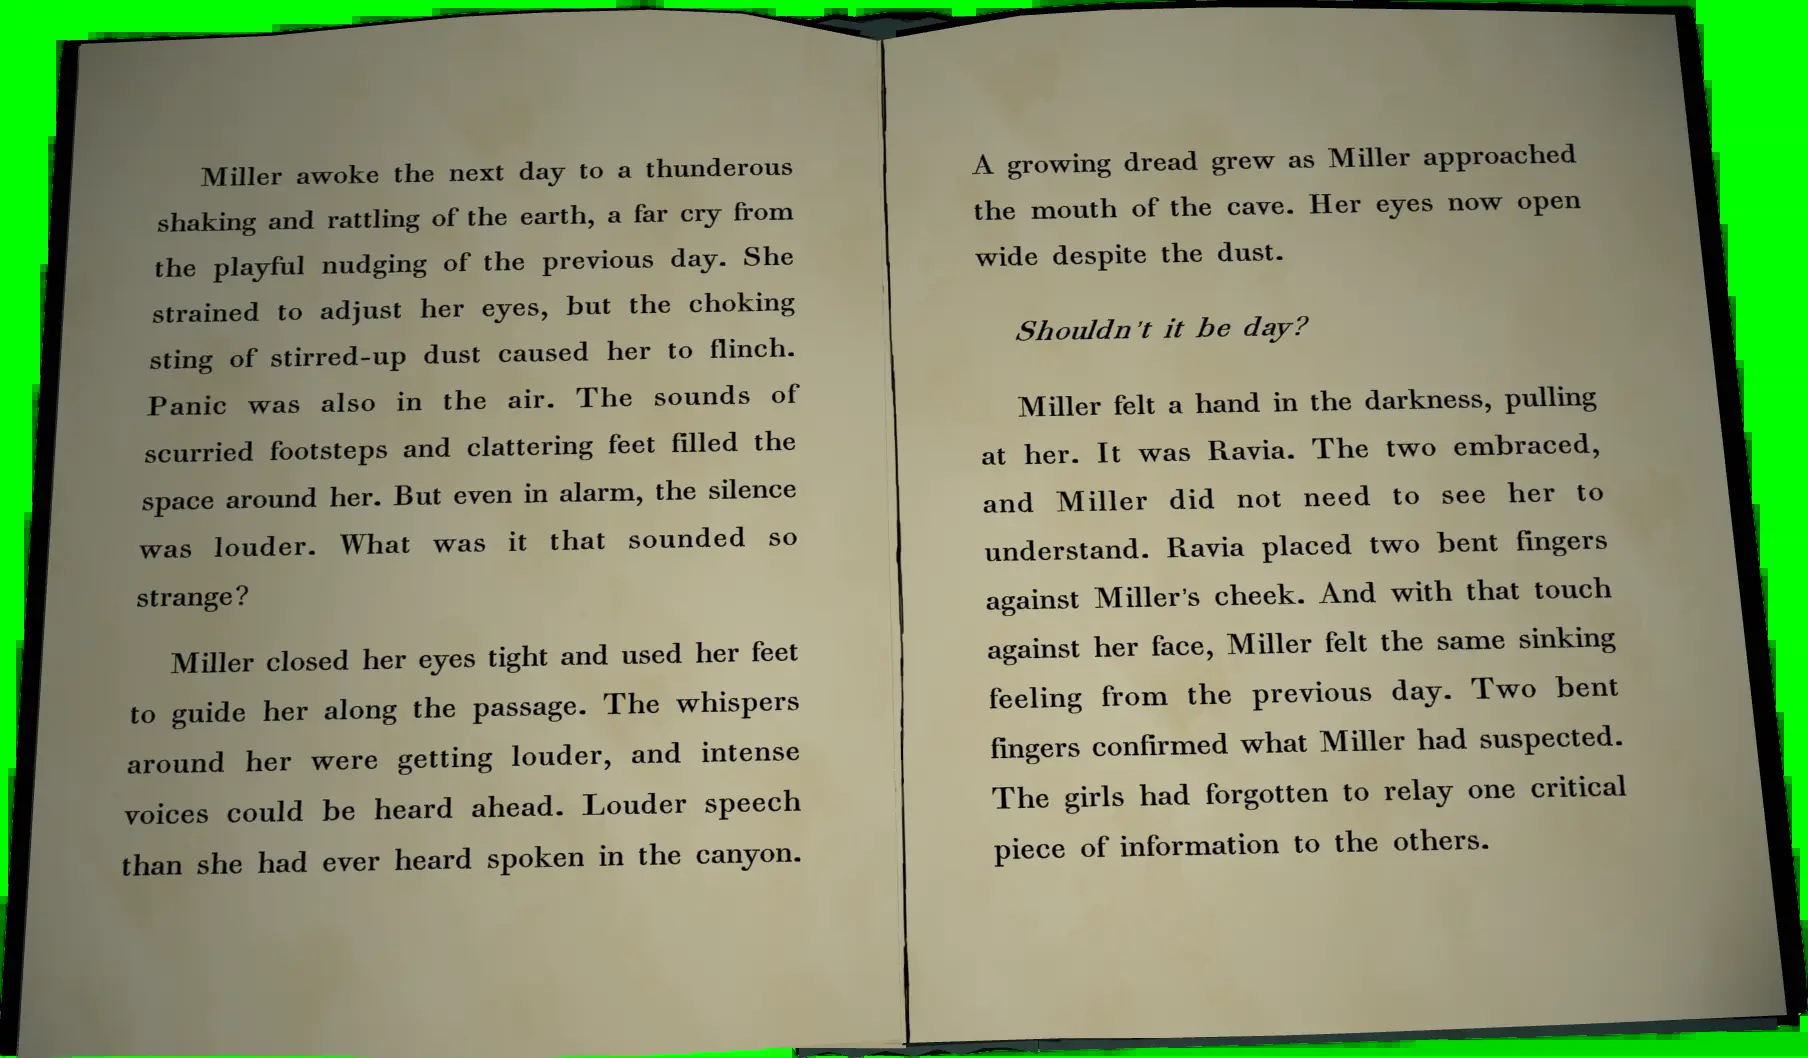 Miller awoke the next day to a thunderous
shaking and rattling of the earth, a far cry from
the playful nudging of the previous day. She
strained to adjust her eyes, but the choking
sting of stirred-up dust caused her to flinch.
Panic was also in the air. The sounds of
scurried footsteps and clattering feet filled the
space around her. But even in alarm, the silence
was louder. What was it that sounded so
strange?
Miller closed her eyes tight and used her feet
to guide her along the passage. The whispers
around her were getting louder, and intense
voices could be heard ahead. Louder speech
than she had ever heard spoken in the canyon.
A growing dread grew as Miller approached
the mouth of the cave. Her eyes now open
wide despite the dust.
Shouldn't it be day?
Miller felt a hand in the darkness, pulling
at her. It was Ravia. The two embraced,
and Miller did not need to see her to
understand. Ravia placed two bent fingers
against Miller's cheek. And with that touch
against her face, Miller felt the same sinking
feeling from the previous day. Two bent
fingers confirmed what Miller had suspected.
The girls had forgotten to relay one critical
piece of information to the others.